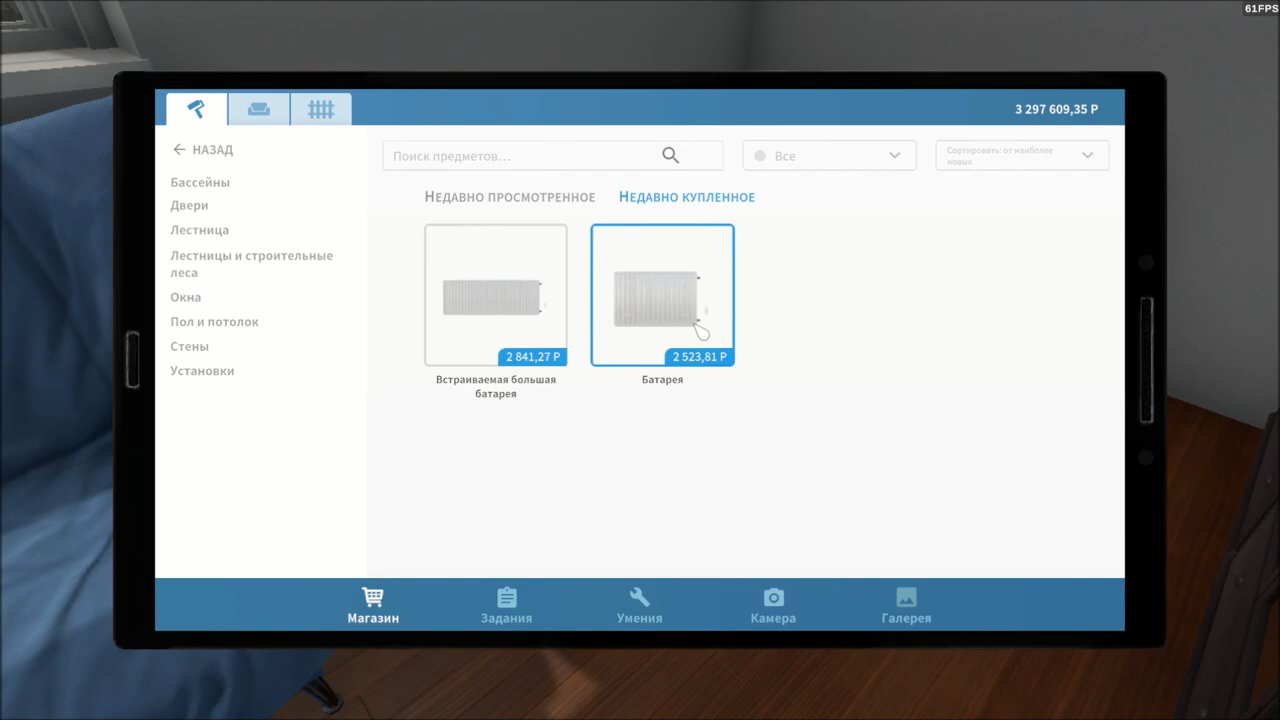 61FPS
3 297 609,35 Р
НАЗАД
Поиск предметов...
Все
Сортировать: от наиболее
новых
Бассейны
Двери
Лестница
Лестницы и строительные
леса
Окна
Пол и потолок
Стены
Установки
Недавно просмотренное
Недавно купленное
2 841,27 Р
2 523,81 Р
Встраиваемая большая
батарея
Батарея
Магазин
Задания
Умения
Камера
Галерея